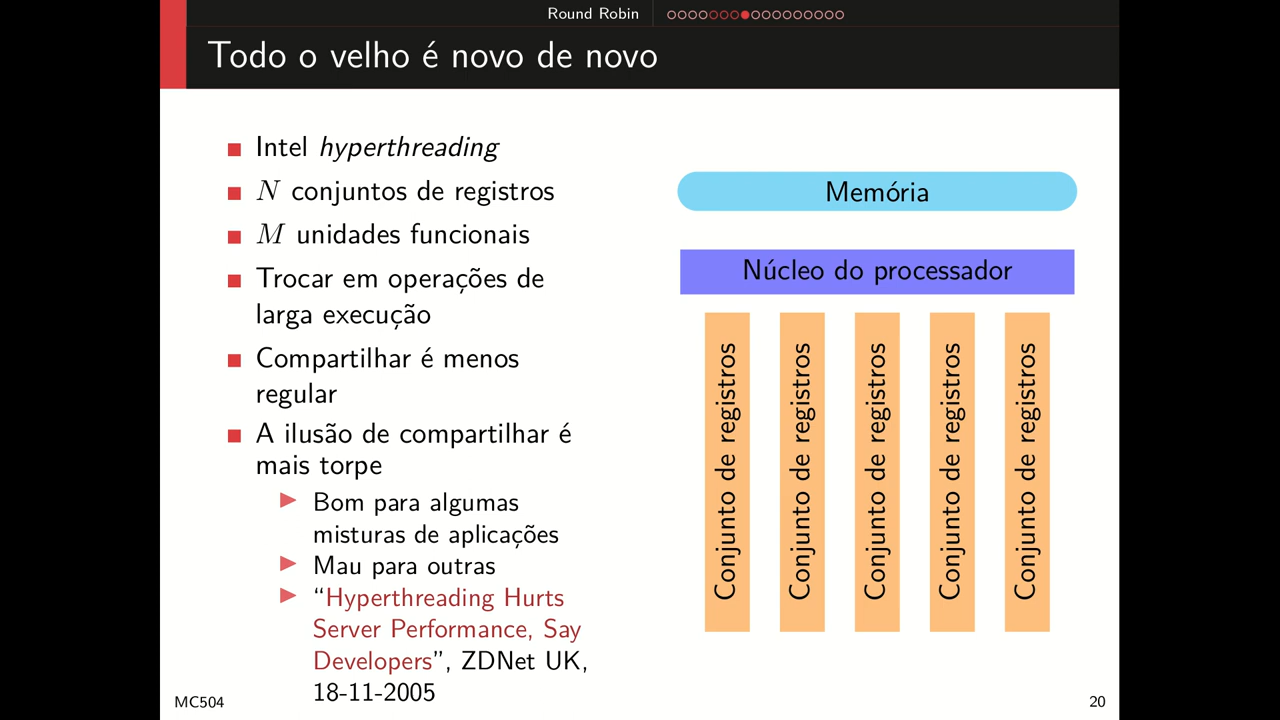 Round Robin
Todo o velho é novo de novo
Intel hyperthreading
N conjuntos de registros
M unidades funcionais
Trocar em operações de
larga execução
Compartilhar é menos
regular
A ilusão de compartilhar é
mais torpe
Bom para algumas
misturas de aplicações
Mau para outras
“Hyperthreading Hurts
Server Performance, Say
Developers”, ZDNet UK,
18-11-2005
Memória
Núcleo do processador
Conjunto de registros
Conjunto de registros
Conjunto de registros
Conjunto de registros
Conjunto de registros
MC504
20